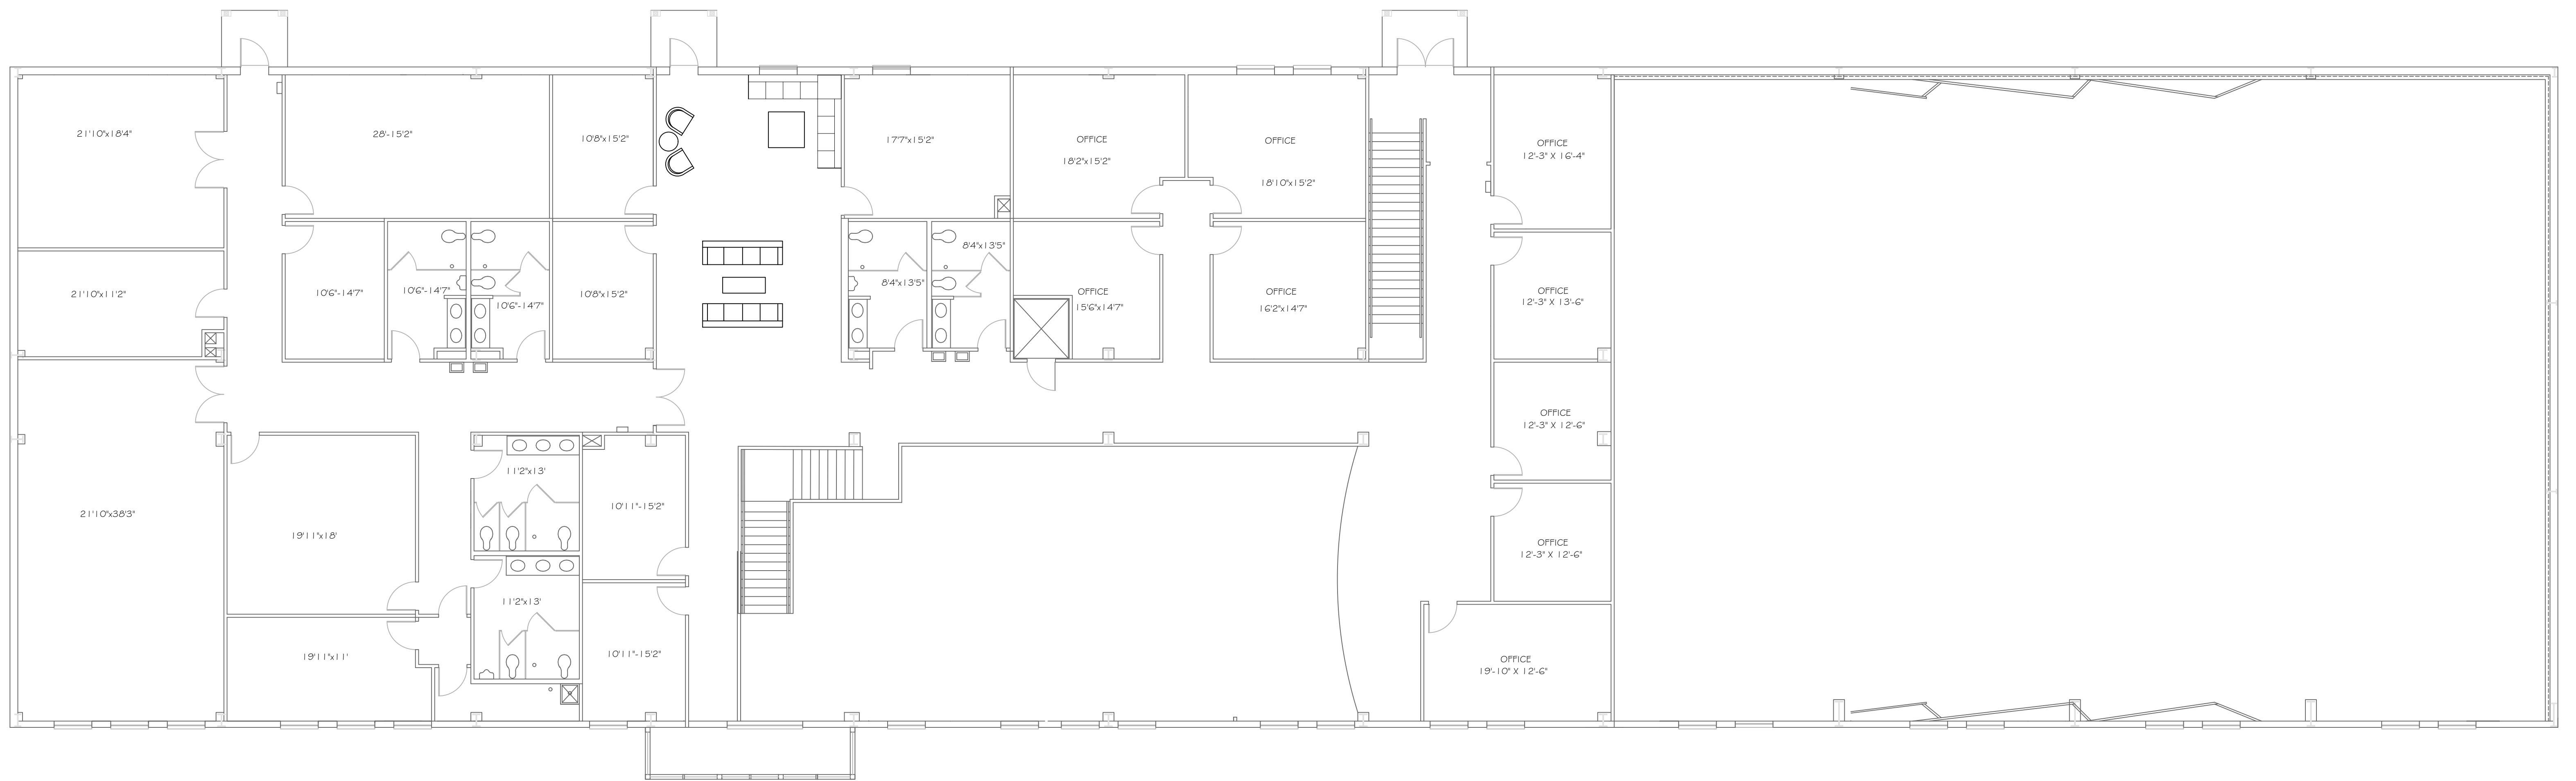 21'10"x18'4"
28'-15'2"
10'8"x15'2"
17'7"x15'2"
OFFICE
18'2"x15'2"
OFFICE
18'10"x15'2"
OFFICE
12'-3" X 16'-4"
21'10"x11'2"
10'6"-14'7"
10'6"-14'7"
10'6"-14'7"
10'8"x15'2"
8'4"x13'5"
8'4"x13'5"
OFFICE
15'6"x14'7"
OFFICE
16'2"x14'7"
OFFICE
12'-3" X 13'-6"
OFFICE
12'-3" X 12'-6"
21'10"x38'3"
19'11"x18'
11'2"x13'
10'11"-15'2"
OFFICE
12'-3" X 12'-6"
11'2"x13'
19'11"x11'
10'11"-15'2"
OFFICE
19'-10" X 12'-6"